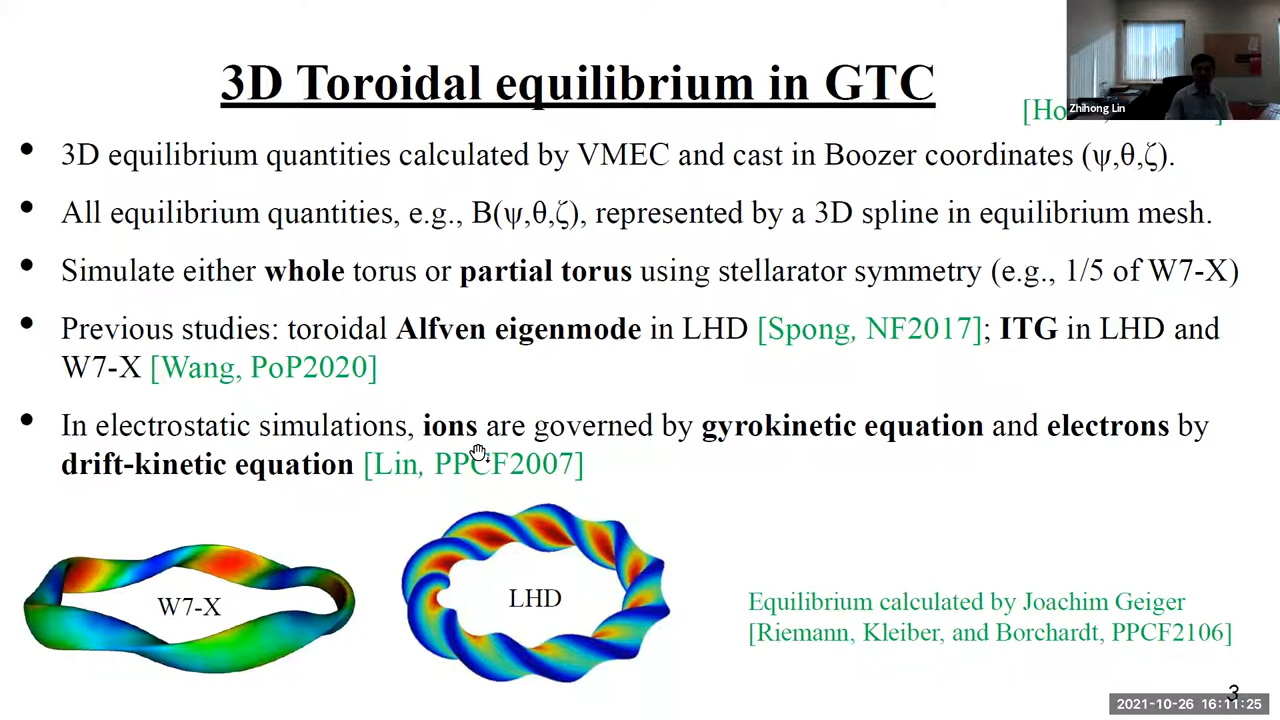 3D Toroidal equilibrium in GTC
Zhihong Lin
• 3D equilibrium quantities calculated by VMEC and cast in Boozer coordinates (ψ,θ,ζ).
• All equilibrium quantities, e.g., B(ψ,θ,ζ), represented by a 3D spline in equilibrium mesh.
• Simulate either whole torus or partial torus using stellarator symmetry (e.g., 1/5 of W7-X)
• Previous studies: toroidal Alfven eigenmode in LHD [Spong, NF2017]; ITG in LHD and
W7-X [Wang, PoP2020]
• In electrostatic simulations, ions are governed by gyrokinetic equation and electrons by
drift-kinetic equation [Lin, PPCF2007]
W7-X
LHD
Equilibrium calculated by Joachim Geiger
[Riemann, Kleiber, and Borchardt, PPCF2106]
3
2021-10-26 16:11:25